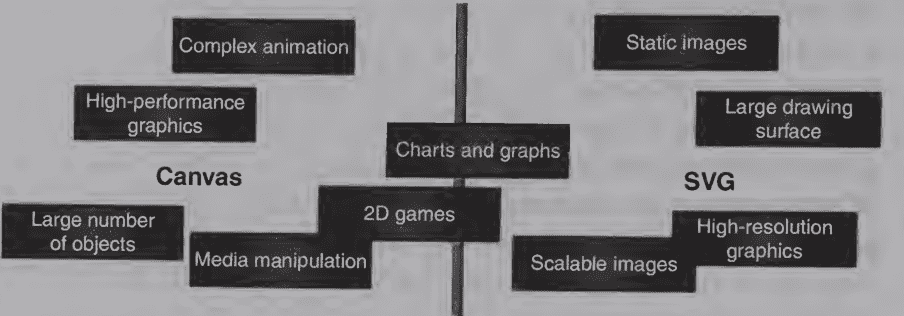 Complex animation
Static images
High-performance
graphics
Large drawing
surface
Charts and graphs
Canvas
SVG
Large number
of objects
2D games
High-resolution
graphics
Media manipulation
Scalable images